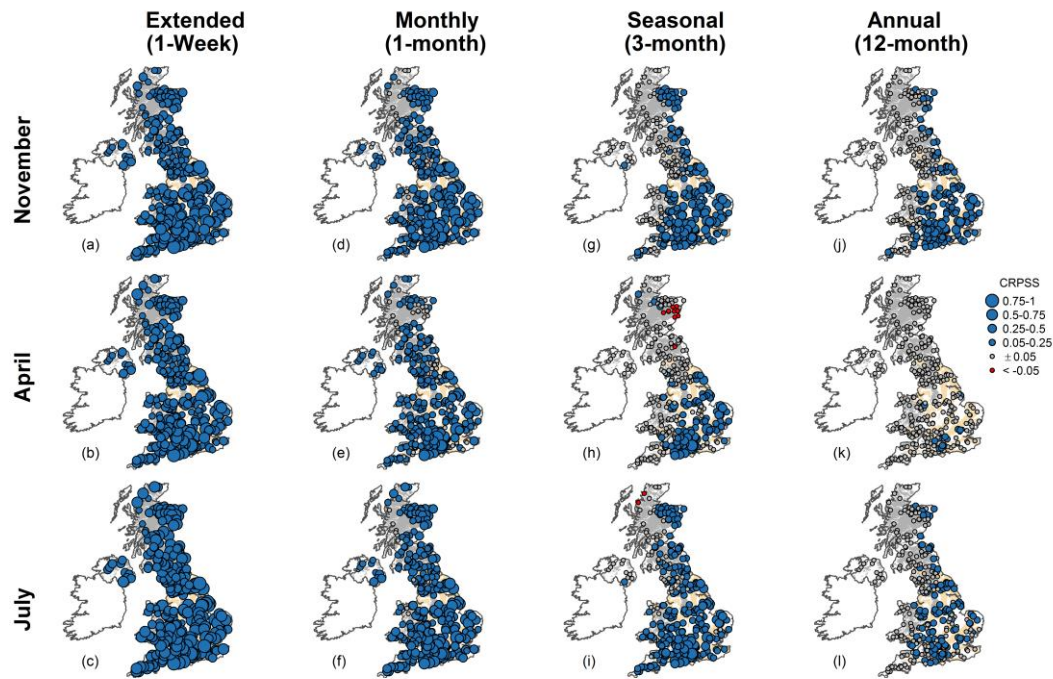 Extended
(1-Week)
Monthly
(1-month)
Seasonal
(3-month)
Annual
(12-month)
November
(a)
(d)
(g)
(j)
April
(b)
(e)
(h)
(k)
CRPSS
0.75-1
0.5-0.75
0.25-0.5
0.05-0.25
± 0.05
< -0.05
July
(c)
(f)
(i)
(l)